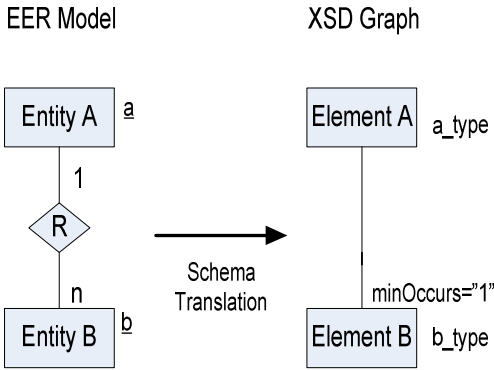 EER Model
XSD Graph
Entity A
a
Element A
a_type
1
R
Schema
Translation
n
minOccurs=”1”
Entity B
b
Element B
b_type